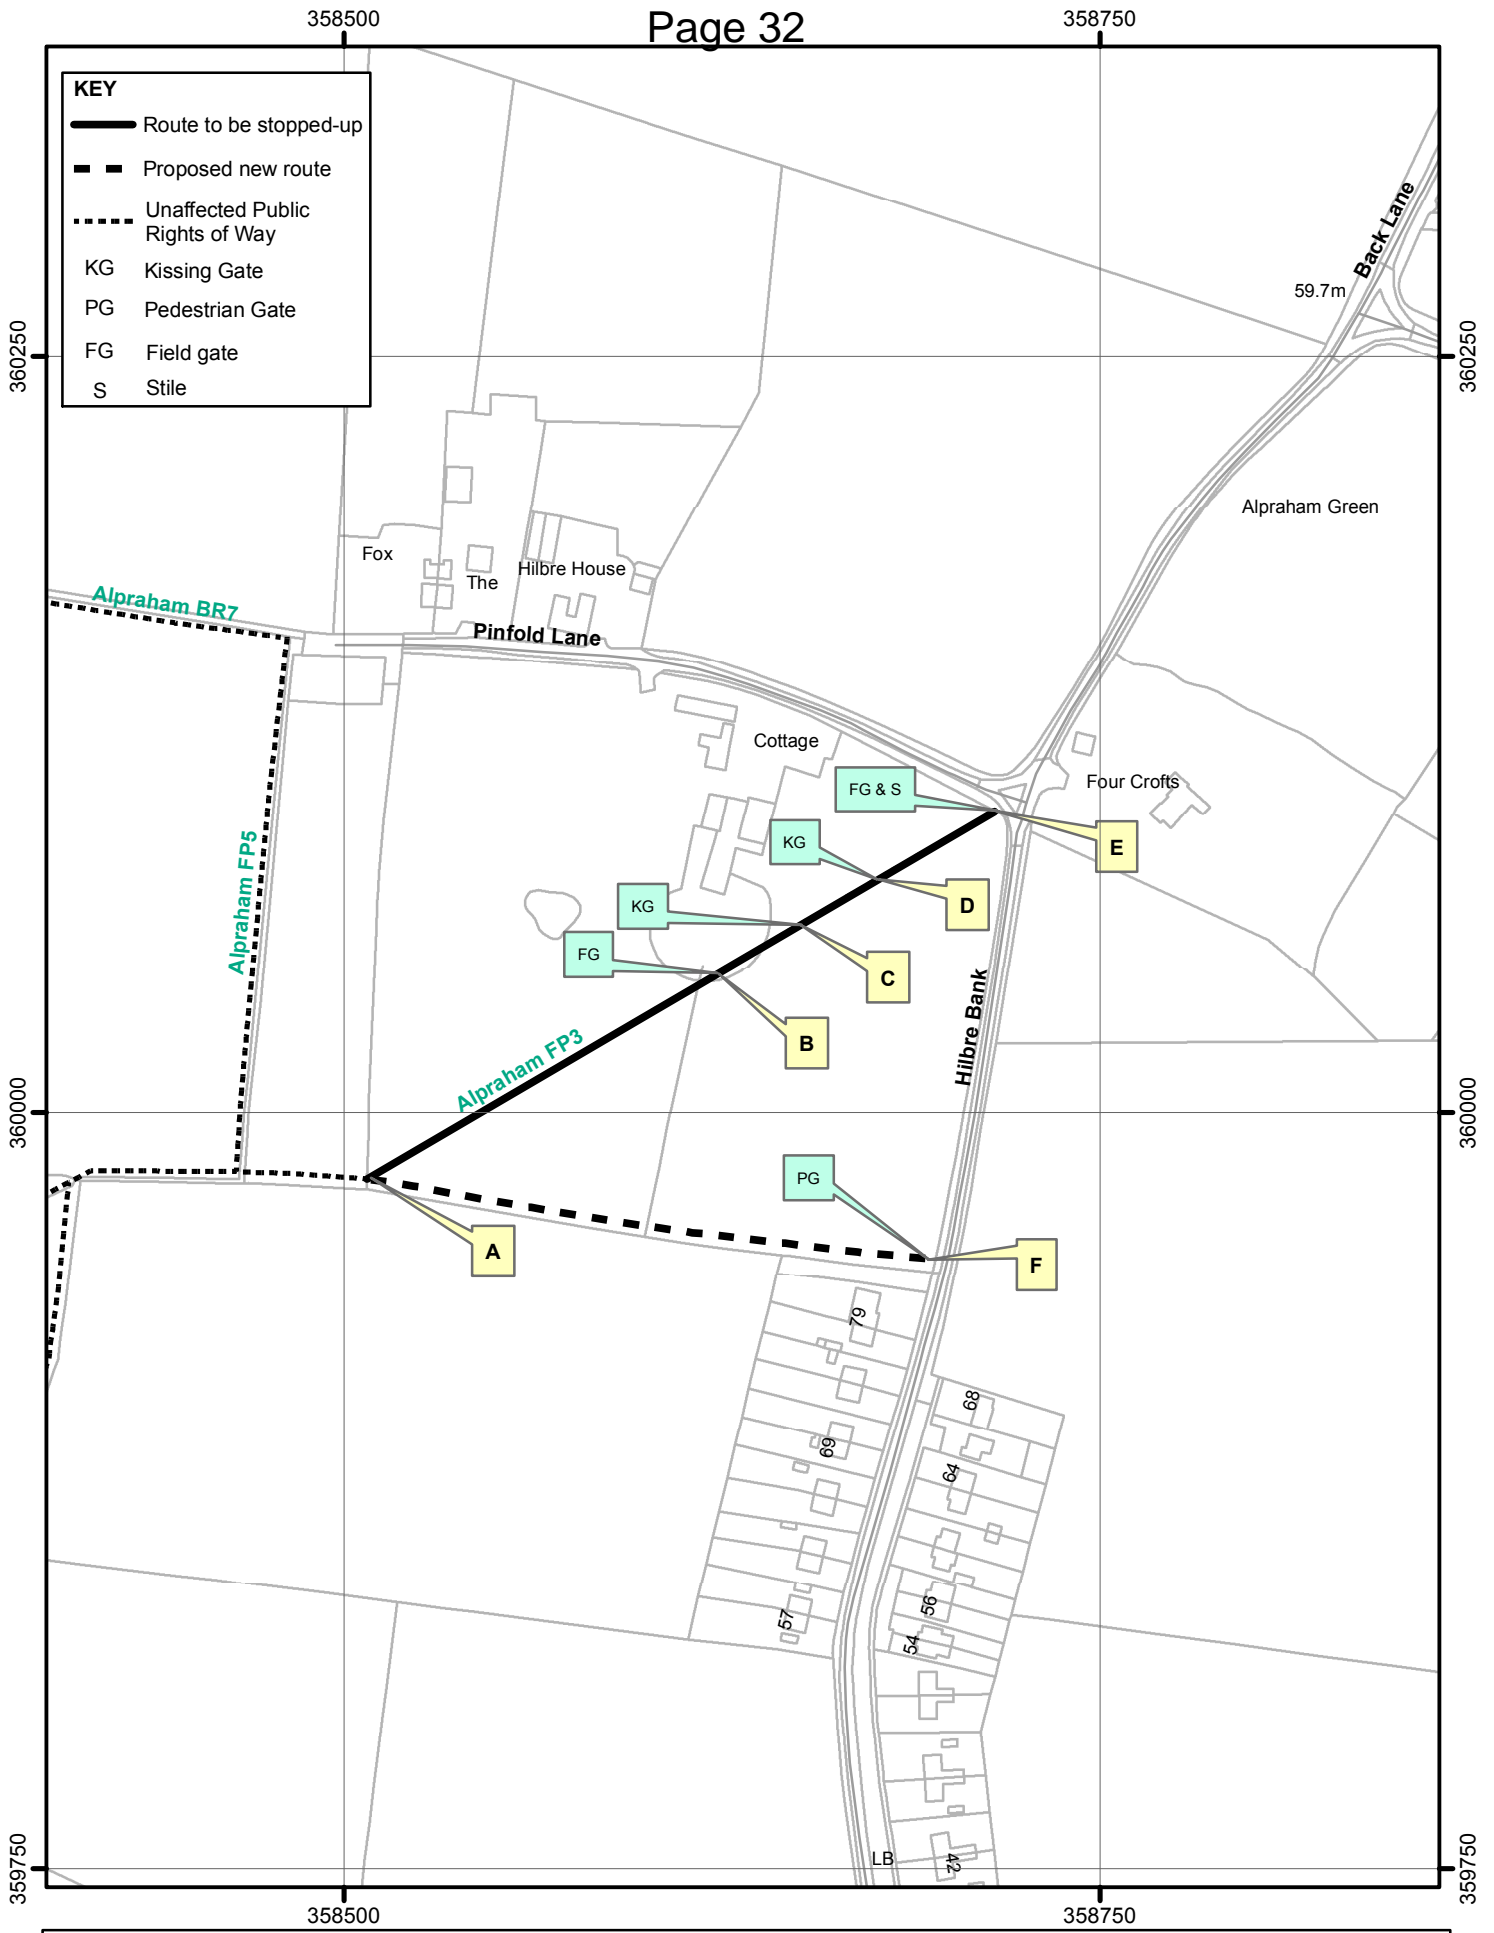 Page 32
358500
358750
KEY
Route to be stopped-up
Proposed new route
Unaffected Public
Rights of Way
KG Kissing Gate
PG Pedestrian Gate
FG Field gate
S Stile
Back Lane
59.7m
360250
360250
Alpraham Green
Fox
The
Hilbre House
Alpraham BR7
Pinfold Lane
Cottage
FG & S
Four Crofts
KG
E
Alpraham FP5
KG
D
FG
C
Hilbre Bank
B
Alpraham FP3
360000
360000
PG
A
F
79
68
69
64
56
57
54
LB
42
359750
359750
358500
358750